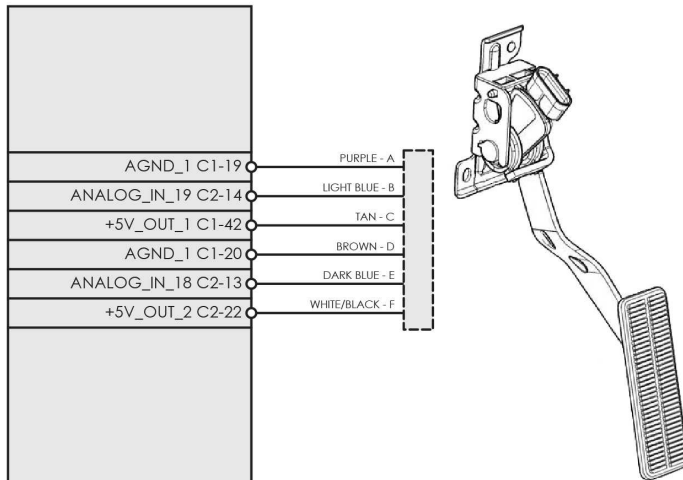 AGND_1 C1-19
PURPLE - A
ANALOG_IN_19 C2-14
LIGHT BLUE - B
+5V_OUT_1 C1-42
TAN - C
AGND_1 C1-20
BROWN - D
ANALOG_IN_18 C2-13
DARK BLUE - E
+5V_OUT_2 C2-22
WHITE/BLACK - F